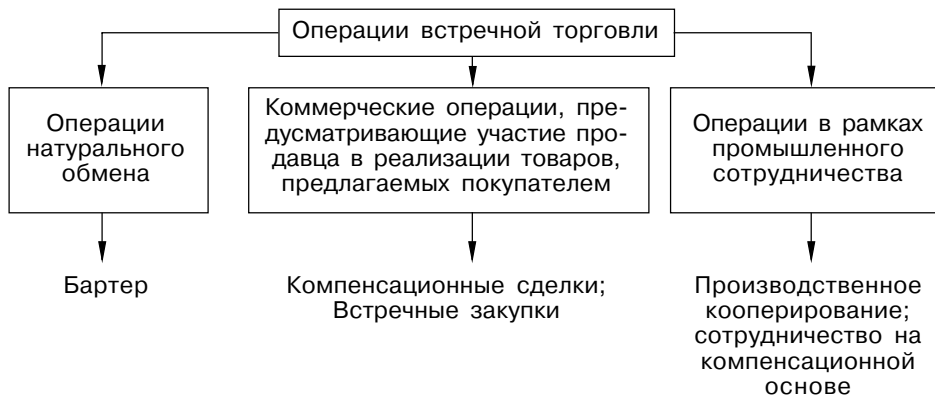 Операции встречной торговли
Операции
натурального
обмена
Коммерческие операции, пре-
дусматривающие участие про-
давца в реализации товаров,
предлагаемых покупателем
Операции в рамках
промышленного
сотрудничества
Бартер
Компенсационные сделки;
Встречные закупки
Производственное
кооперирование;
сотрудничество на
компенсационной
основе